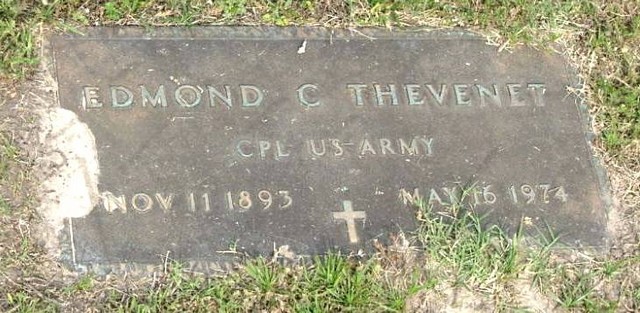 EDMOND C THEVENET
CPL US ARMY
NOV 11 1893 MAY 16 1974